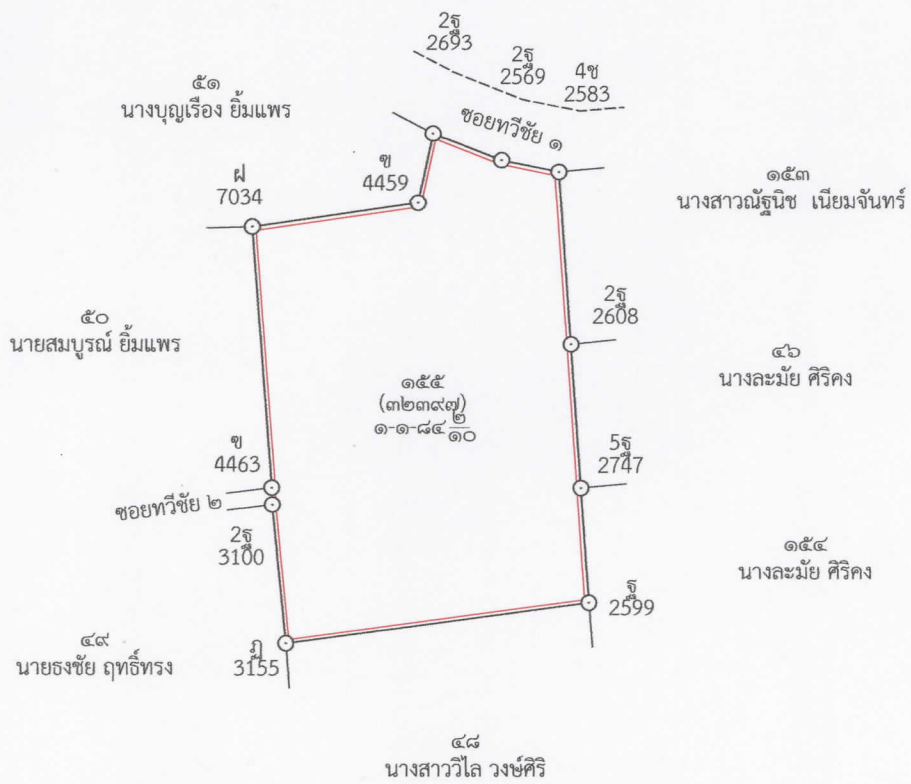 2ฐ
2693
2ฐ
2569
4ช
2583
๕๑
นางบุญเรือง ยิ้มแพร
ซอยทวีชัย ๑
ฝ
7034
ข
4459
๑๕๓
นางสาวณัฐนิช เนียมจันทร์
2ฐ
2608
๕๐
นายสมบูรณ์ ยิ้มแพร
๔๖
นางละมัย ศิริคง
๑๕๕
(๓๒๓๙๗)
๑-๑-๘๔ ๒/๑๐
ข
4463
5ฐ
2747
ซอยทวีชัย ๒
2ฐ
3100
๑๕๔
นางละมัย ศิริคง
ฐ
2599
๔๙
นายธงชัย ฤทธิ์ทรง
ฎ
3155
๔๘
นางสาววิไล วงษ์ศิริ